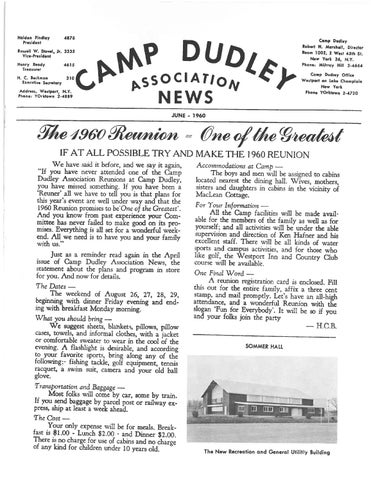 Holden Findlay 4875
President
Russell W. Diesel, Jr. 3535
Vice-President
Henry Ready 4615
Treasurer
H. C. Beckman 310
Executive Secretary
Address, Westport, N.Y.
Phone: YOrktown 2-4889
CAMP DUDLEY
ASSOCIATION
NEWS
Camp Dudley
Robert H. Marshall, Director
Room 1002, 2 West 45th St.
New York 36, N.Y.
Phone, MUrray Hill 2-6664
Camp Dudley Office
Westport on Lake Champlain
New York
Phone YOrktown 2-4720
JUNE - 1960
The 1960 Reunion = One of the Greatest
IF AT ALL POSSIBLE TRY AND MAKE THE 1960 REUNION
We have said it before, and we say it again,
"If you have never attended one of the Camp
Dudley Association Reunions at Camp Dudley,
you have missed something. If you have been a
'Reuner' we have all to tell you is that plans for
this year's event are well under way and that the
1960 Reunion promises to be 'One of the Greatest'.
And you know from past experience your Com-
mittee has never failed to make good on its pro-
mises. Everything is all set for a wonderful week-
end. All we need is to have you and your family
with us."
Just as a reminder read again in the April
issue of Camp Dudley Association News, the
statement about the plans and program in store
for you. And now for details.
The Dates —
The weekend of August 26, 27, 28, 29,
beginning with dinner Friday evening and end-
ing with breakfast Monday morning.
What you should bring —
We suggest sheets, blankets, pillows, pillow
cases, towels, and informal clothes, with a jacket
or comfortable sweater to wear in the cool of the
evening. A flashlight is desirable, and according
to your favorite sports, bring along any of the
following:- fishing tackle, golf equipment, tennis
racquet, a swim suit, camera and your old ball
glove.
Transportation and Baggage —
Most folks will come by car, some by train.
If you send baggage by parcel post or railway ex-
press, ship at least a week ahead.
The Cost —
Your only expense will be for meals. Break-
fast is $1.00 - Lunch $2.00 - and Dinner $2.00.
There is no charge for use of cabins and no charge
of any kind for children under 10 years old.
Accommodations at Camp —
The boys and men will be assigned to cabins
located nearest the dining hall. Wives, mothers,
sisters and daughters in cabins in the vicinity of
MacLean Cottage.
For Your Information —
All the Camp facilities will be made avail-
able for the members of the family as well as for
yourself; and all activities will be under the able
supervision and direction of Ken Hafner and his
excellent staff. There will be all kinds of water
sports and campus activities, and for those who
like golf, the Westport Inn and Country Club
course will be available.
One Final Word —
A reunion registration card is enclosed. Fill
this out for the entire family, affix a three cent
stamp, and mail promptly. Let's have an all-high
attendance, and a wonderful Reunion with the
slogan 'Fun for Everybody'. It will be so if you
and your folks join the party
— H.C.B.
SOMMER HALL
The New Recreation and General Utility Building